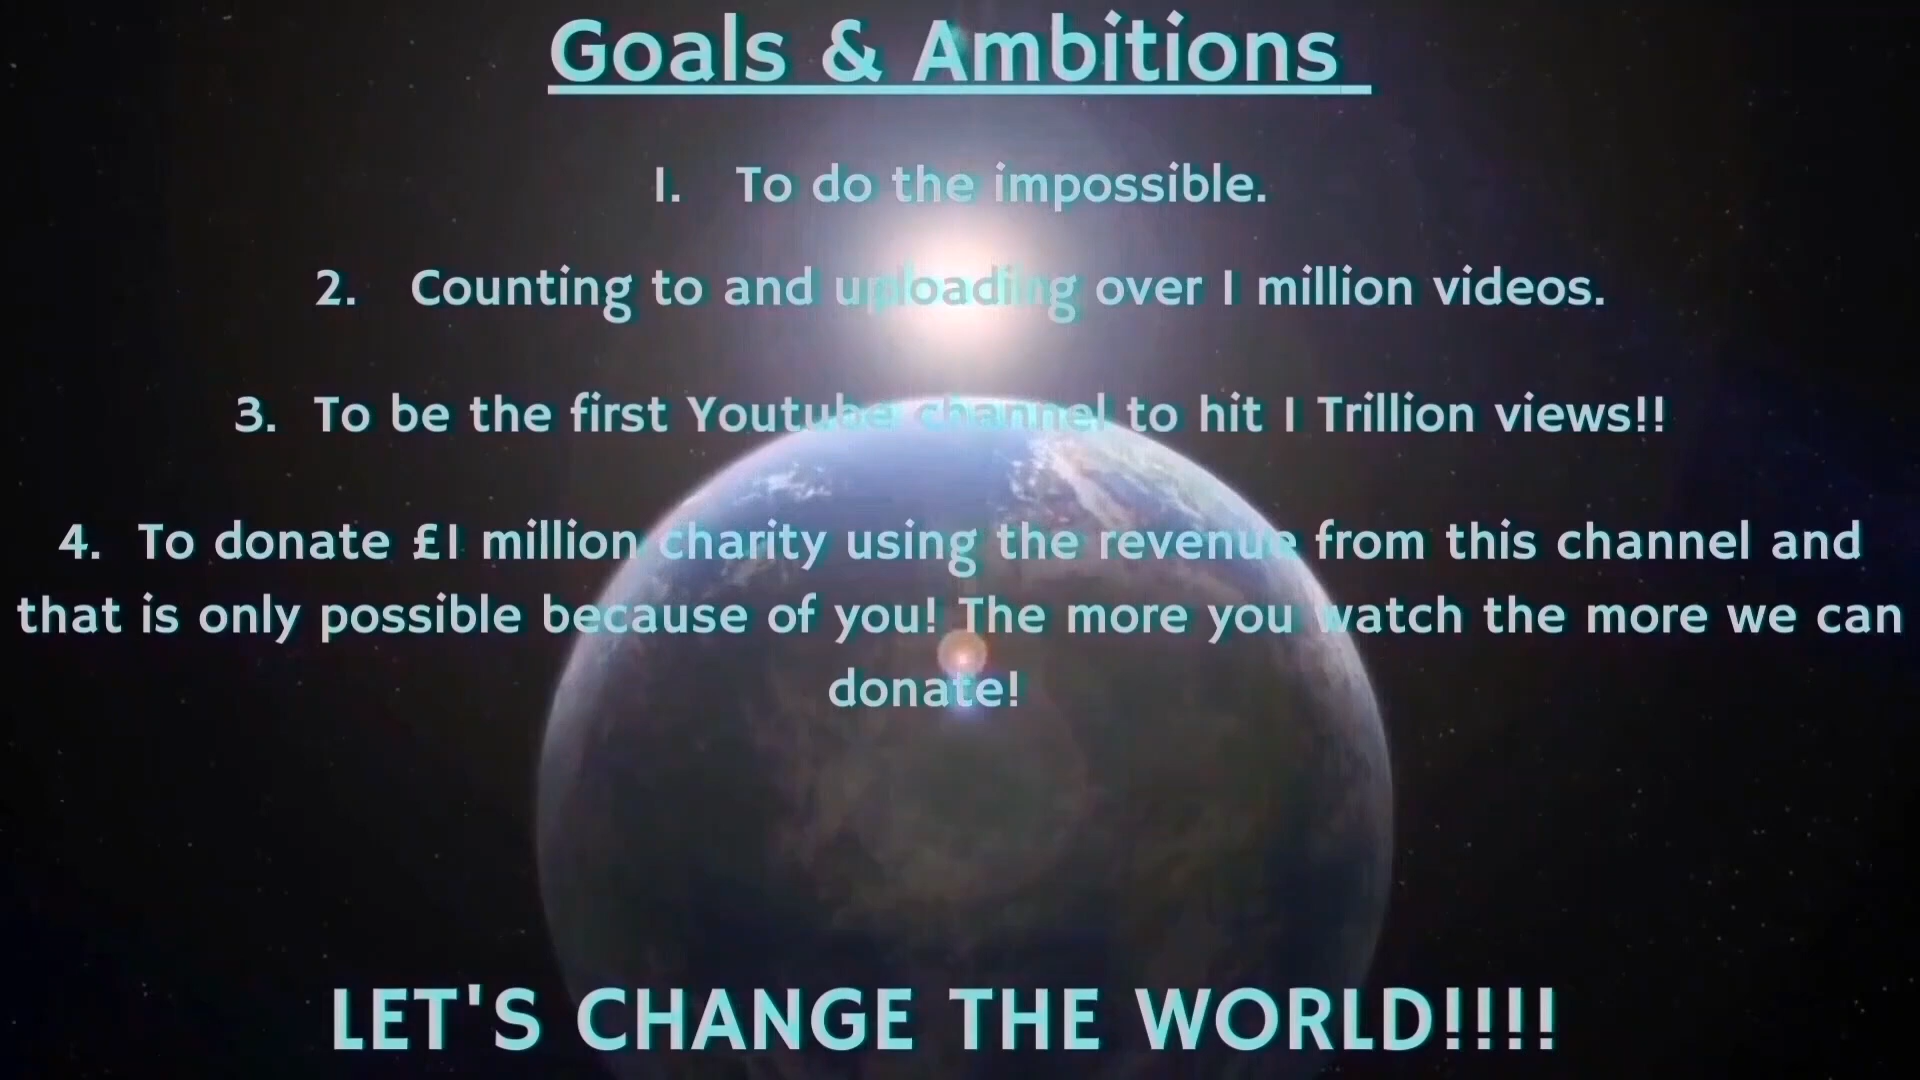 Goals & Ambitions
1. To do the impossible.
2. Counting to and uploading over 1 million videos.
3. To be the first Youtube channel to hit 1 Trillion views!!
4. To donate £1 million charity using the revenue from this channel and
that is only possible because of you! The more you watch the more we can
donate!
LET'S CHANGE THE WORLD!!!!